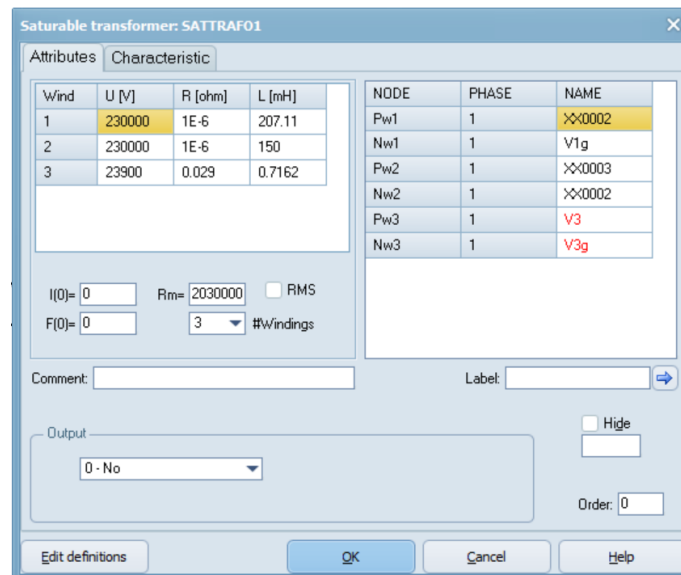 Saturable transformer: SATTRAFO1
Attributes Characteristic
Wind U [V] R [ohm] L [mH]
1 230000 1E-6 207.11
2 230000 1E-6 150
3 23900 0.029 0.7162
NODE PHASE NAME
Pw1 1 XX0002
Nw1 1 V1g
Pw2 1 XX0003
Nw2 1 XX0002
Pw3 1 V3
Nw3 1 V3g
I(0)= 0 Rm= 2030000 RMS
F(0)= 0 3 #Windings
Comment: Label:
Output
0 - No
Hide
Order: 0
Edit definitions OK Cancel Help